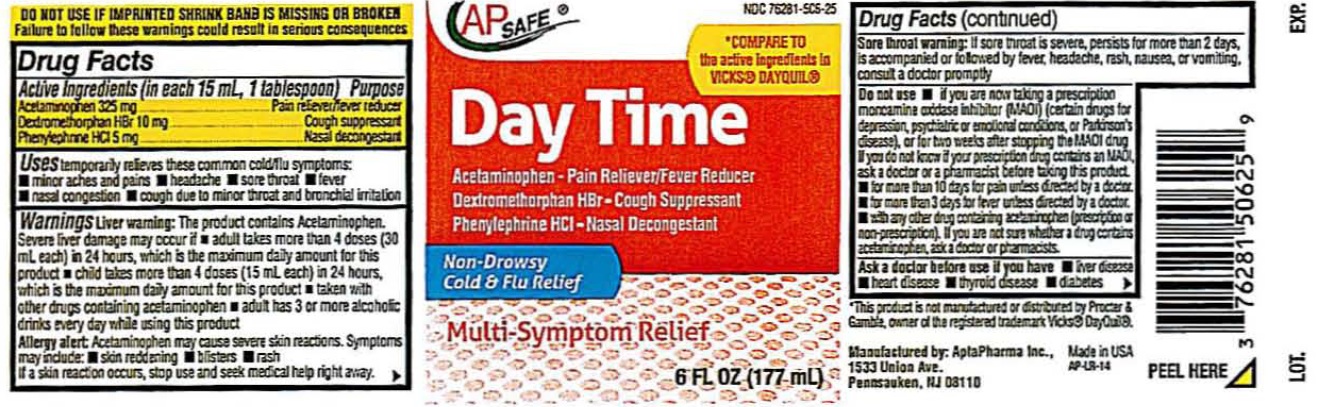 DO NOT USE IF IMPRINTED SHRINK BAND IS MISSING OR BROKEN
Failure to follow these warnings could result in serious consequences
Drug Facts
Active Ingredients (in each 15 mL, 1 tablespoon) Purpose
Acetaminophen 325 mg Pain reliever/fever reducer
Dextromethorphan HBr 10 mg Cough suppressant
Phenylephrine HCl 5 mg Nasal decongestant
Uses temporarily relieves these common cold/flu symptoms:
■ minor aches and pains ■ headache ■ sore throat ■ fever
■ nasal congestion ■ cough due to minor throat and bronchial irritation
Warnings Liver warning: The product contains Acetaminophen.
Severe liver damage may occur if ■ adult takes more than 4 doses (30
mL each) in 24 hours, which is the maximum daily amount for this
product ■ child takes more than 4 doses (15 mL each) in 24 hours,
which is the maximum daily amount for this product ■ taken with
other drugs containing acetaminophen ■ adult has 3 or more alcoholic
drinks every day while using this product
Allergy alert: Acetaminophen may cause severe skin reactions. Symptoms
may include: ■ skin reddening ■ blisters ■ rash
If a skin reaction occurs, stop use and seek medical help right away.
AP SAFE ®
NDC 76281-506-25
*COMPARE TO
the active ingredients in
VICKS® DAYQUIL®
Day Time
Acetaminophen - Pain Reliever/Fever Reducer
Dextromethorphan HBr - Cough Suppressant
Phenylephrine HCl - Nasal Decongestant
Non-Drowsy
Cold & Flu Relief
Multi-Symptom Relief
6 FL OZ (177 mL)
Drug Facts (continued)
Sore throat warning: If sore throat is severe, persists for more than 2 days,
is accompanied or followed by fever, headache, rash, nausea, or vomiting,
consult a doctor promptly
Do not use ■ if you are now taking a prescription
monoamine oxidase inhibitor (MAOI) (certain drugs for
depression, psychiatric or emotional conditions, or Parkinson's
disease), or for two weeks after stopping the MAOI drug
If you do not know if your prescription drug contains an MAOI,
ask a doctor or a pharmacist before taking this product.
■ for more than 10 days for pain unless directed by a doctor.
■ for more than 3 days for fever unless directed by a doctor.
■ with any other drug containing acetaminophen (prescription or
non-prescription). If you are not sure whether a drug contains
acetaminophen, ask a doctor or pharmacists.
Ask a doctor before use if you have ■ liver disease
■ heart disease ■ thyroid disease ■ diabetes
*This product is not manufactured or distributed by Procter &
Gamble, owner of the registered trademark Vicks® DayQuil®.
Manufactured by: AptaPharma Inc.,
1533 Union Ave.
Pennsauken, NJ 08110
Made in USA
AP-LR-14
3 76281 50625 9
PEEL HERE
EXP.
LOT.